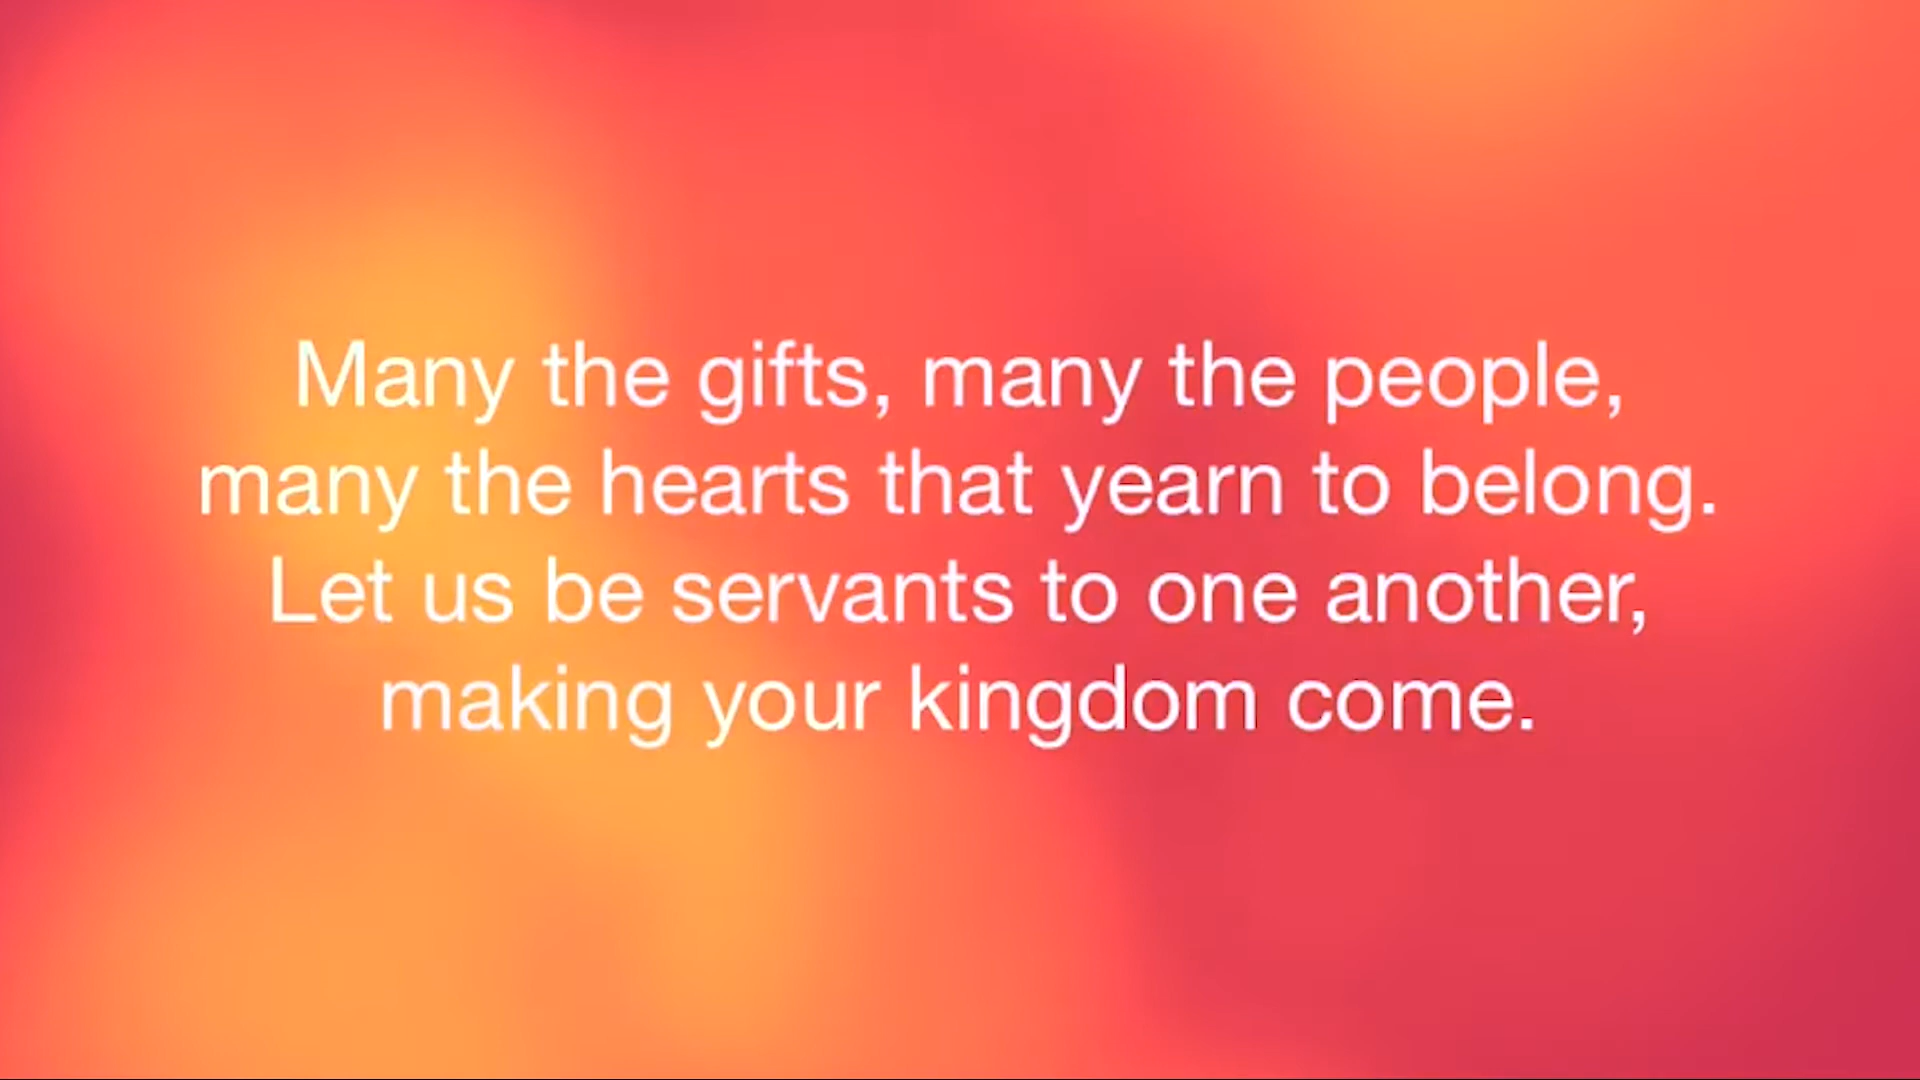 Many the gifts, many the people,
many the hearts that yearn to belong.
Let us be servants to one another,
making your kingdom come.